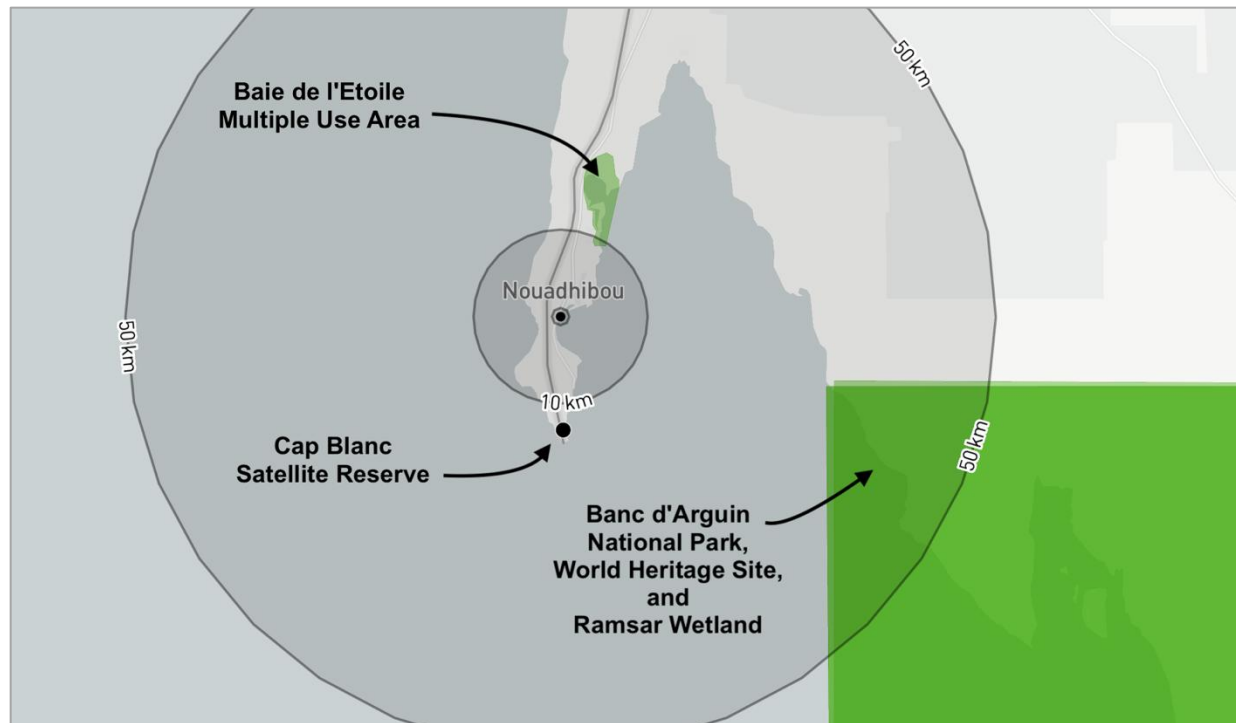 50 km
Baie de l'Etoile
Multiple Use Area
Nouadhibou
50 km
10 km
50 km
Cap Blanc
Satellite Reserve
Banc d'Arguin
National Park,
World Heritage Site,
and
Ramsar Wetland